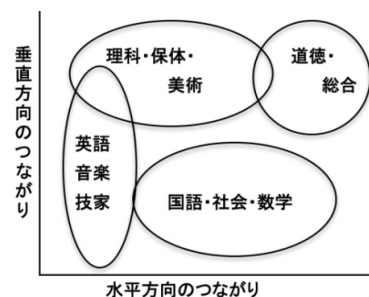 垂直方向のつながり
理科・保体・
美術
道徳・
総合
英語
音楽
技家
国語・社会・数学
水平方向のつながり